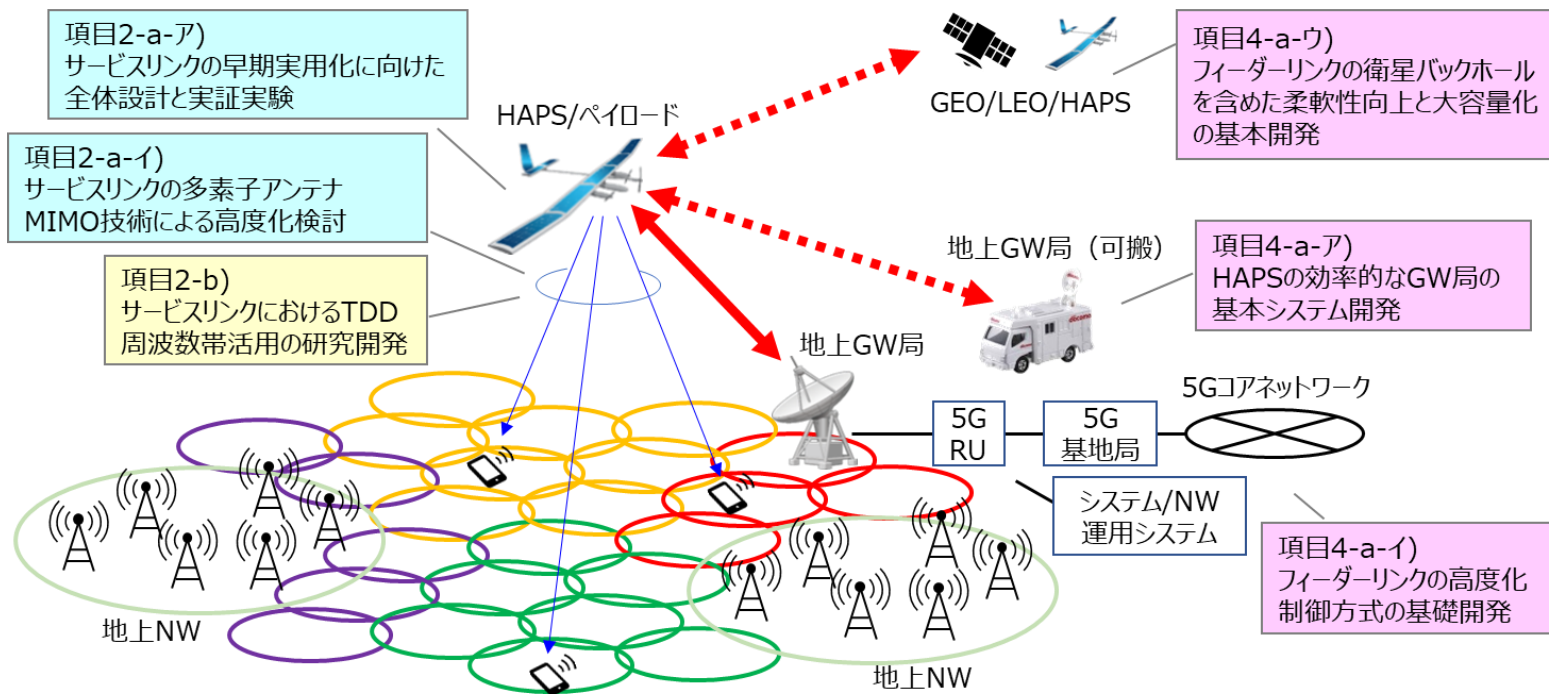 項目2-a-ア)
サービスリンクの早期実用化に向けた
全体設計と実証実験
項目2-a-イ)
サービスリンクの多素子アンテナ
MIMO技術による高度化検討
項目2-b)
サービスリンクにおけるTDD
周波数帯活用の研究開発
HAPS/ペイロード
GEO/LEO/HAPS
項目4-a-ウ)
フィーダーリンクの衛星バックホール
を含めた柔軟性向上と大容量化
の基本開発
地上GW局（可搬）
docomo
項目4-a-ア)
HAPSの効率的なGW局の
基本システム開発
地上GW局
5G
RU
5G
基地局
5Gコアネットワーク
システム/NW
運用システム
項目4-a-イ)
フィーダーリンクの高度化
制御方式の基礎開発
地上NW
地上NW